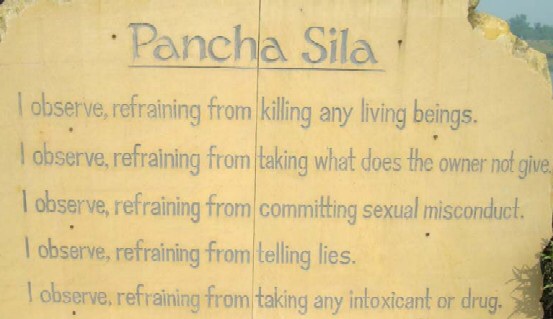 Pancha Sila
I observe, refraining from killing any living beings.
I observe, refraining from taking what does the owner not give.
I observe, refraining from committing sexual misconduct.
I observe, refraining from telling lies.
I observe, refraining from taking any intoxicant or drug.